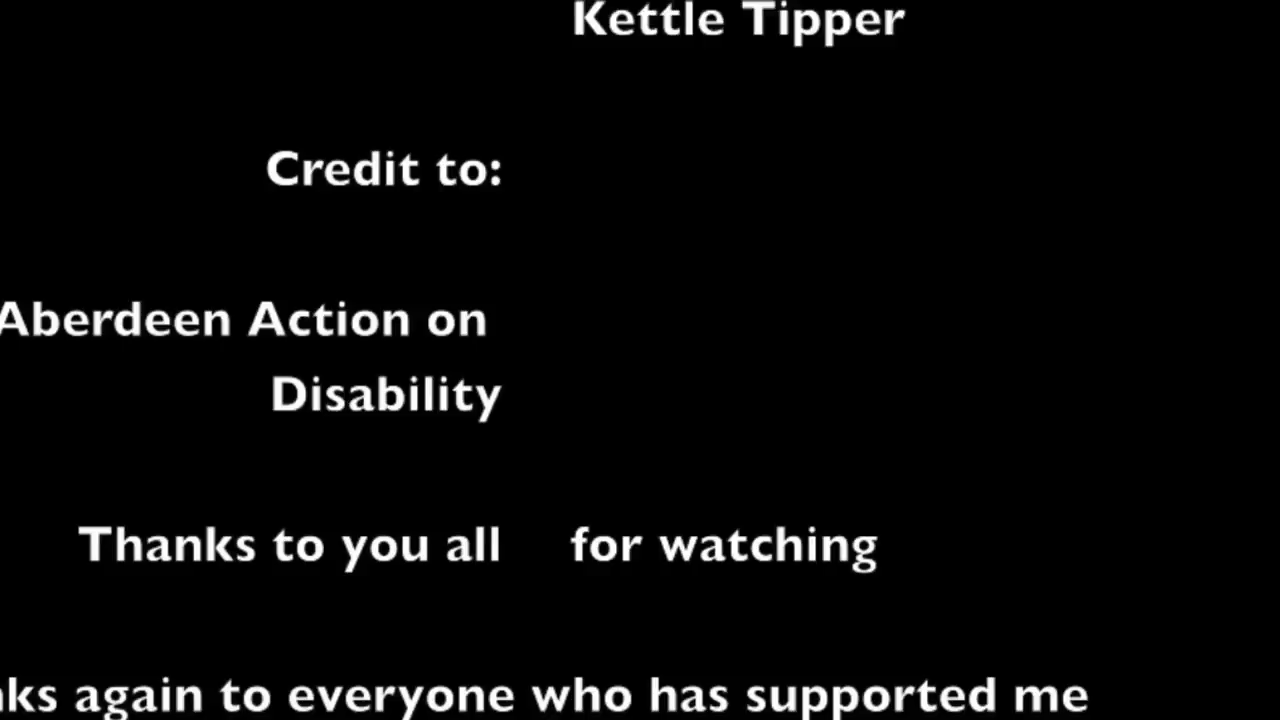 Kettle Tipper
Credit to:
Aberdeen Action on
Disability
Thanks to you all for watching
ks again to everyone who has supported me